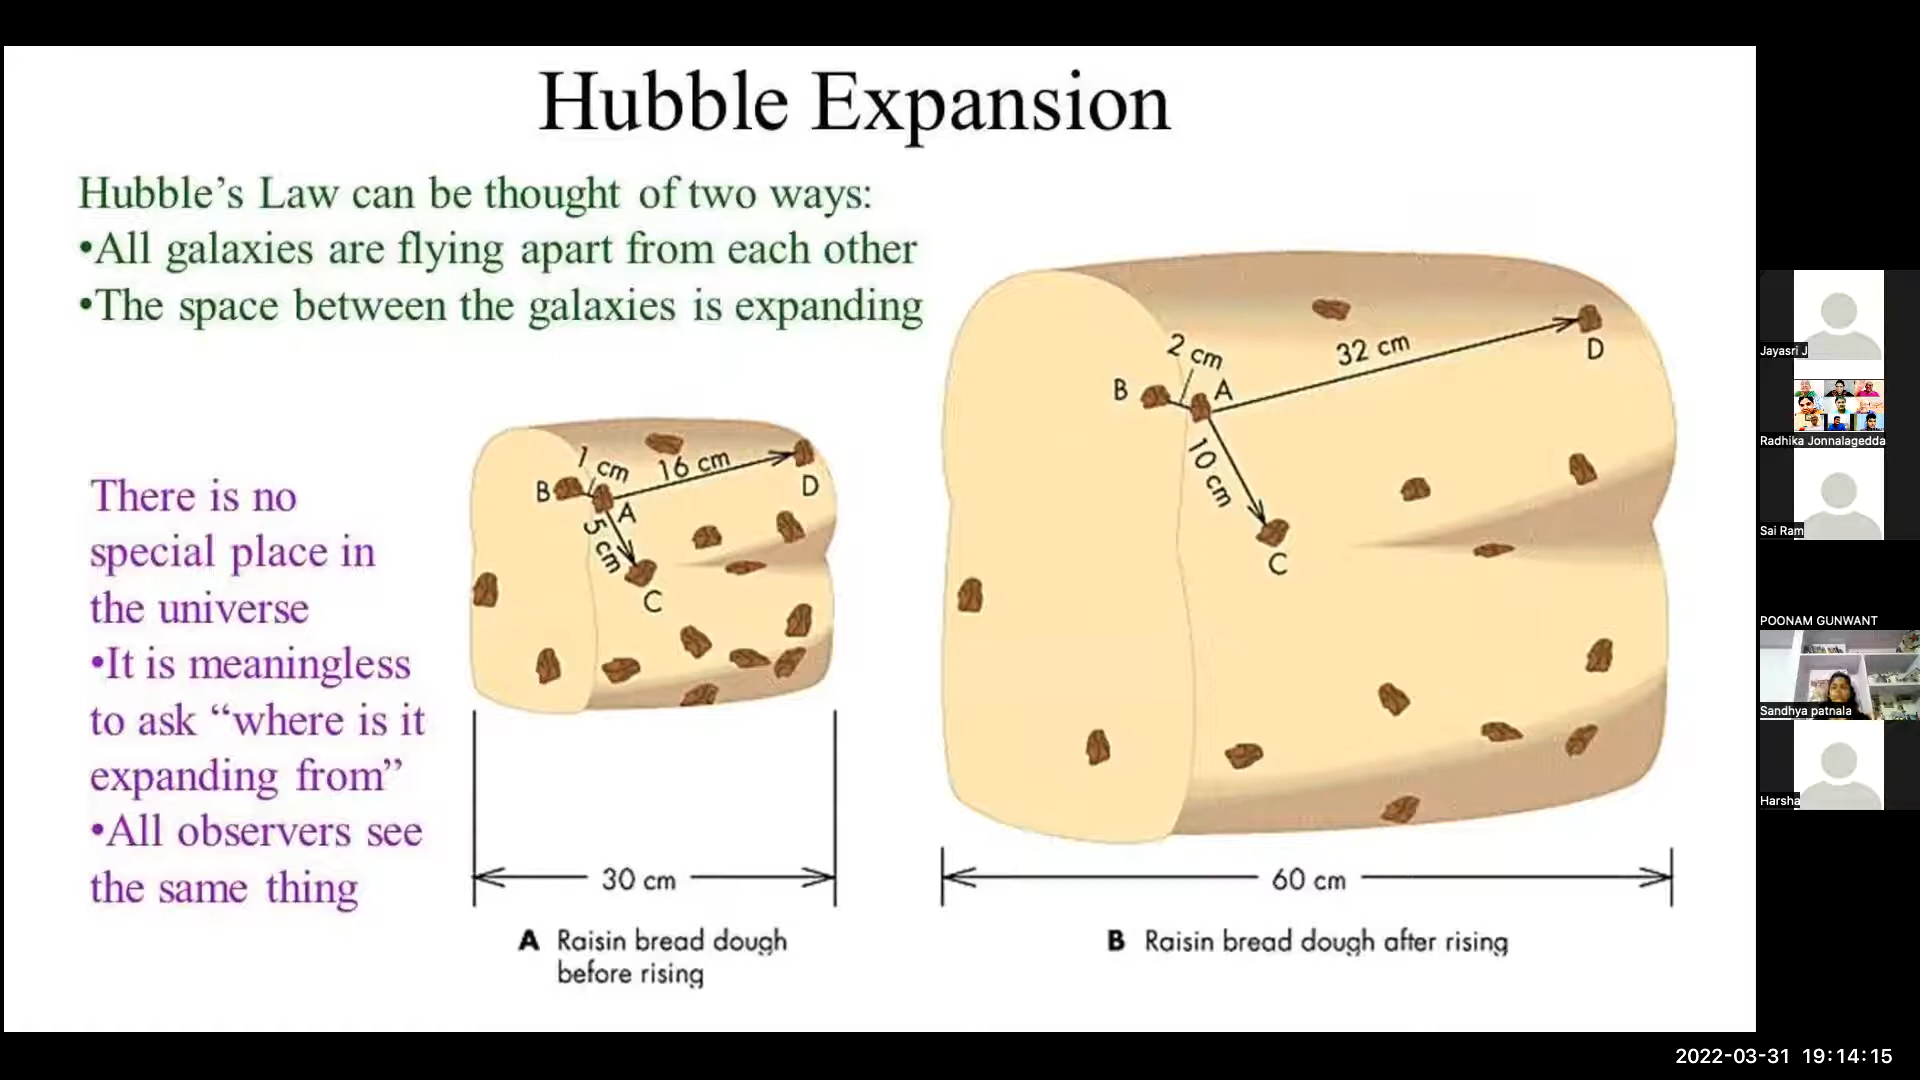 Hubble Expansion
Hubble's Law can be thought of two ways:
•All galaxies are flying apart from each other
•The space between the galaxies is expanding
There is no
special place in
the universe
•It is meaningless
to ask “where is it
expanding from”
•All observers see
the same thing
B
1 cm
16 cm
D
A
5 cm
C
30 cm
A Raisin bread dough
before rising
2 cm
32 cm
D
B
A
10 cm
C
60 cm
B Raisin bread dough after rising
Jayasri J
Radhika Jonnalagedda
Sai Ram
POONAM GUNWANT
Sandhya patnala
Harsha
2022-03-31 19:14:15